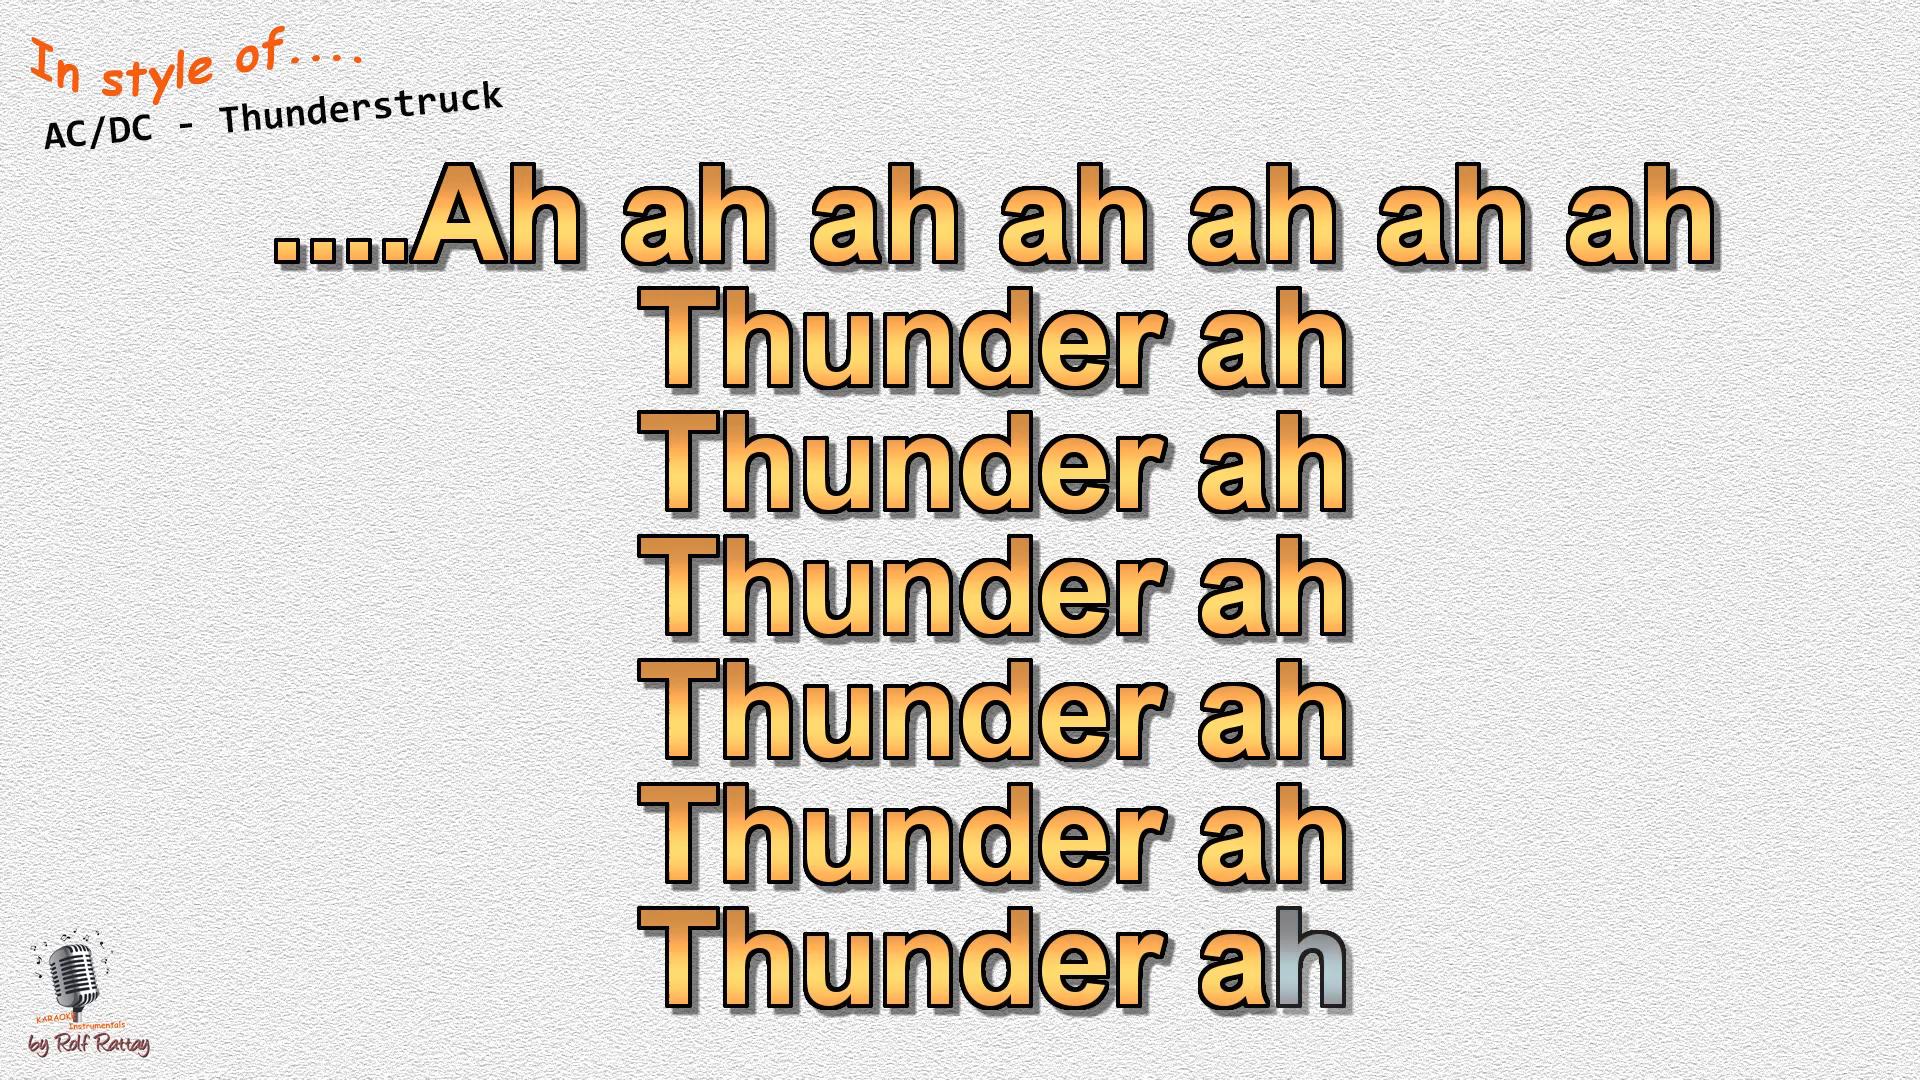 In style of....
AC/DC - Thunderstruck
....Ah ah ah ah ah ah ah
Thunder ah
Thunder ah
Thunder ah
Thunder ah
Thunder ah
Thunder ah
KARAOKE
Instrumentals
by Rolf Rattay